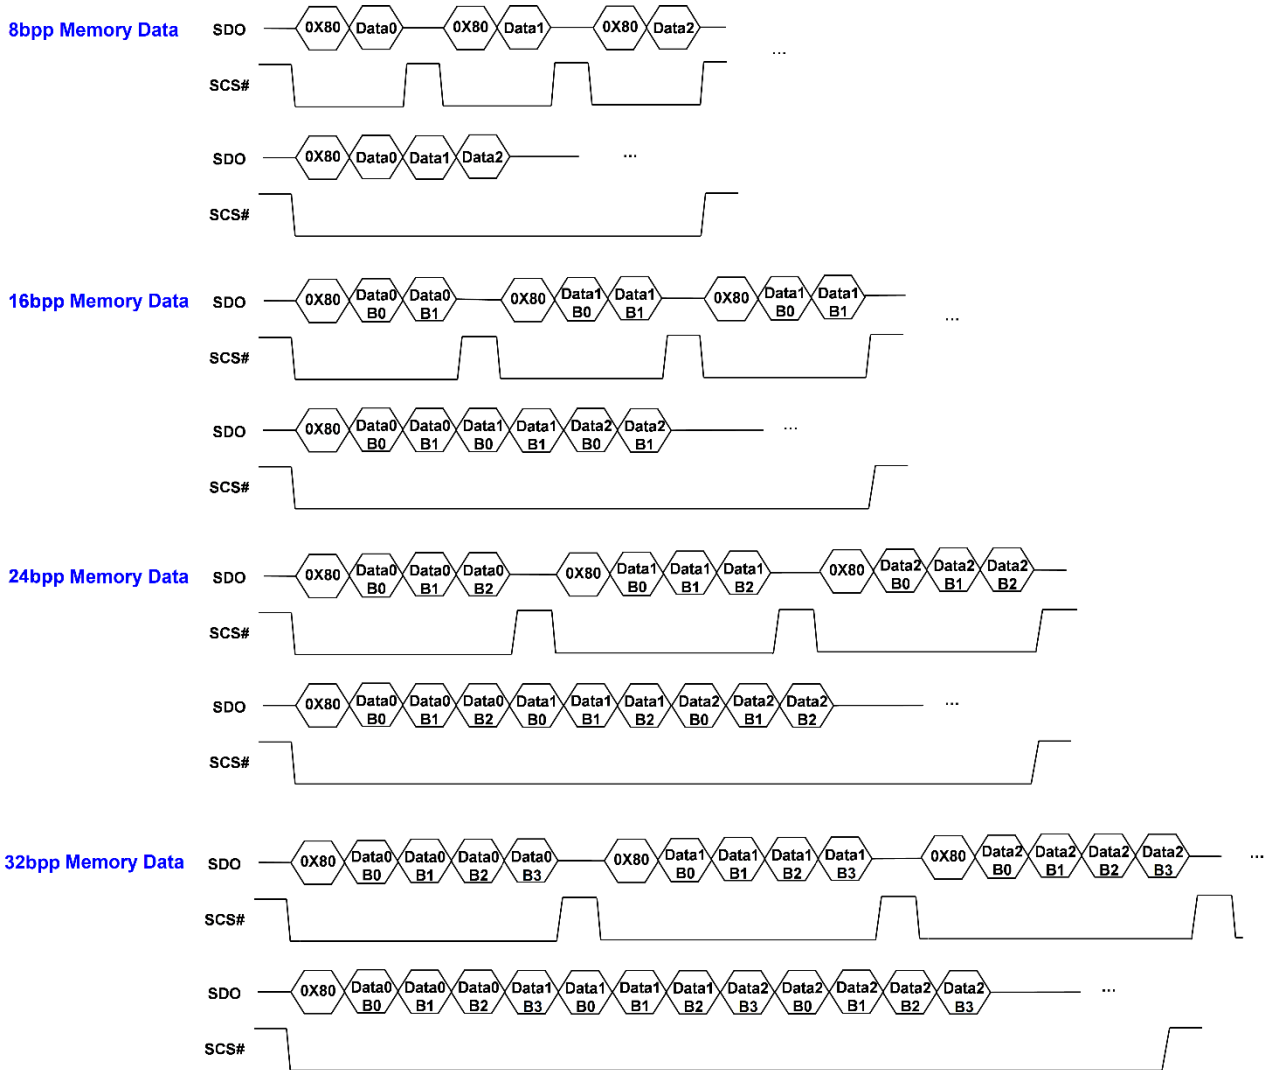 8bpp Memory Data
SDO 0X80 Data0 0X80 Data1 0X80 Data2 ...
SCS#
SDO 0X80 Data0 Data1 Data2 ...
SCS#
16bpp Memory Data
SDO 0X80 Data0 B0 Data0 B1 0X80 Data1 B0 Data1 B1 0X80 Data1 B0 Data1 B1 ...
SCS#
SDO 0X80 Data0 B0 Data0 B1 Data1 B0 Data1 B1 Data2 B0 Data2 B1 ...
SCS#
24bpp Memory Data
SDO 0X80 Data0 B0 Data0 B1 Data0 B2 0X80 Data1 B0 Data1 B1 Data1 B2 0X80 Data2 B0 Data2 B1 Data2 B2
SCS#
SDO 0X80 Data0 B0 Data0 B1 Data0 B2 Data1 B0 Data1 B1 Data1 B2 Data2 B0 Data2 B1 Data2 B2 ...
SCS#
32bpp Memory Data
SDO 0X80 Data0 B0 Data0 B1 Data0 B2 Data0 B3 0X80 Data1 B0 Data1 B1 Data1 B2 Data1 B3 0X80 Data2 B0 Data2 B1 Data2 B2 Data2 B3 ...
SCS#
SDO 0X80 Data0 B0 Data0 B1 Data0 B2 Data1 B3 Data1 B0 Data1 B1 Data1 B2 Data2 B3 Data2 B0 Data2 B1 Data2 B2 Data2 B3 ...
SCS#